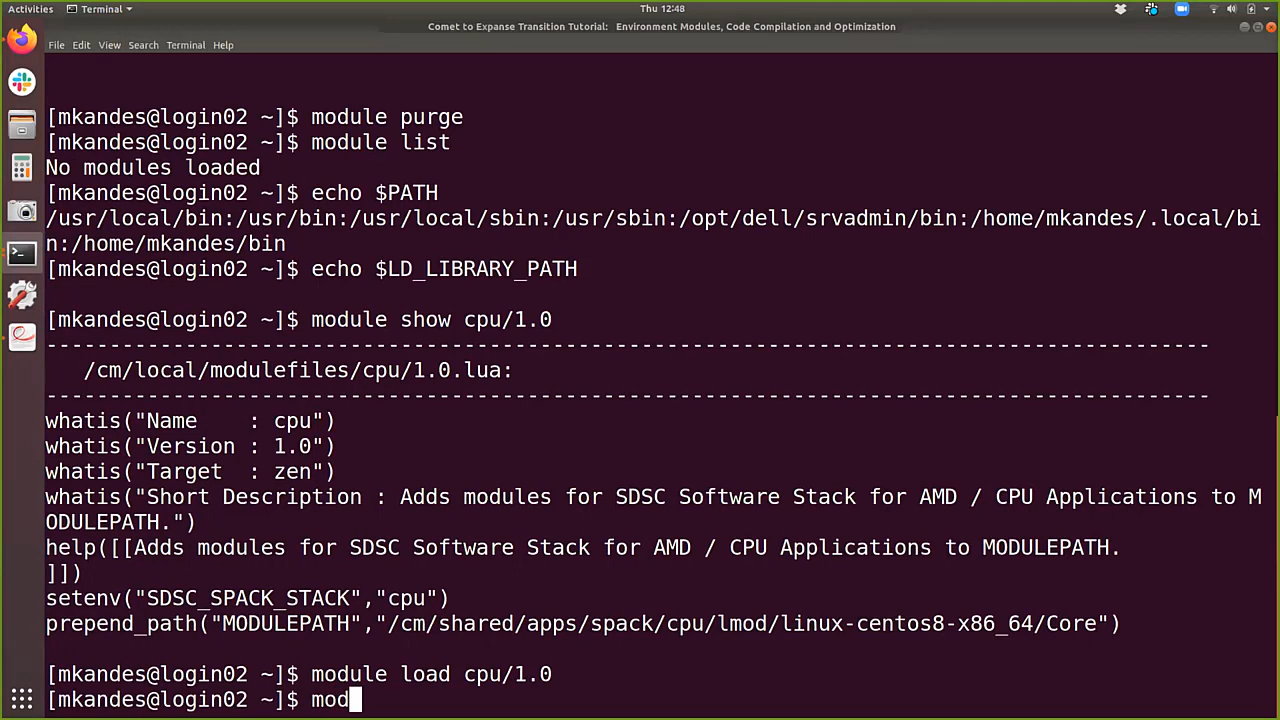 Activities Terminal Thu 12:48
Comet to Expanse Transition Tutorial: Environment Modules, Code Compilation and Optimization
File Edit View Search Terminal Help
[mkandes@login02 ~]$ module purge
[mkandes@login02 ~]$ module list
No modules loaded
[mkandes@login02 ~]$ echo $PATH
/usr/local/bin:/usr/bin:/usr/local/sbin:/usr/sbin:/opt/dell/srvadmin/bin:/home/mkandes/.local/bi
n:/home/mkandes/bin
[mkandes@login02 ~]$ echo $LD_LIBRARY_PATH
[mkandes@login02 ~]$ module show cpu/1.0
--------------------------------------------------------------------------------------------
/cm/local/modulefiles/cpu/1.0.lua:
--------------------------------------------------------------------------------------------
whatis("Name    : cpu")
whatis("Version : 1.0")
whatis("Target  : zen")
whatis("Short Description : Adds modules for SDSC Software Stack for AMD / CPU Applications to M
ODULEPATH.")
help([[Adds modules for SDSC Software Stack for AMD / CPU Applications to MODULEPATH.
]])
setenv("SDSC_SPACK_STACK","cpu")
prepend_path("MODULEPATH","/cm/shared/apps/spack/cpu/lmod/linux-centos8-x86_64/Core")
[mkandes@login02 ~]$ module load cpu/1.0
[mkandes@login02 ~]$ mod